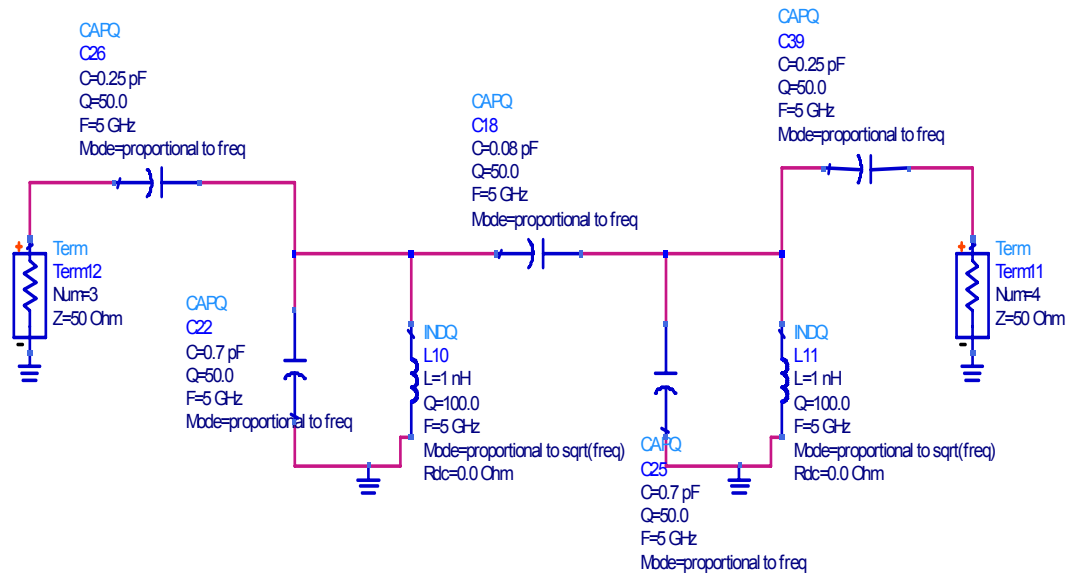 CAPQ
C26
C=0.25 pF
Q=50.0
F=5 GHz
Mode=proportional to freq
CAPQ
C39
C=0.25 pF
Q=50.0
F=5 GHz
Mode=proportional to freq
CAPQ
C18
C=0.08 pF
Q=50.0
F=5 GHz
Mode=proportional to freq
+
Term
Term12
Num=3
Z=50 Ohm
-
+
Term
Term11
Num=4
Z=50 Ohm
-
CAPQ
C22
C=0.7 pF
Q=50.0
F=5 GHz
Mode=proportional to freq
INDQ
L10
L=1 nH
Q=100.0
F=5 GHz
Mode=proportional to sqrt(freq)
Rdc=0.0 Ohm
INDQ
L11
L=1 nH
Q=100.0
F=5 GHz
Mode=proportional to sqrt(freq)
Rdc=0.0 Ohm
CAPQ
C25
C=0.7 pF
Q=50.0
F=5 GHz
Mode=proportional to freq